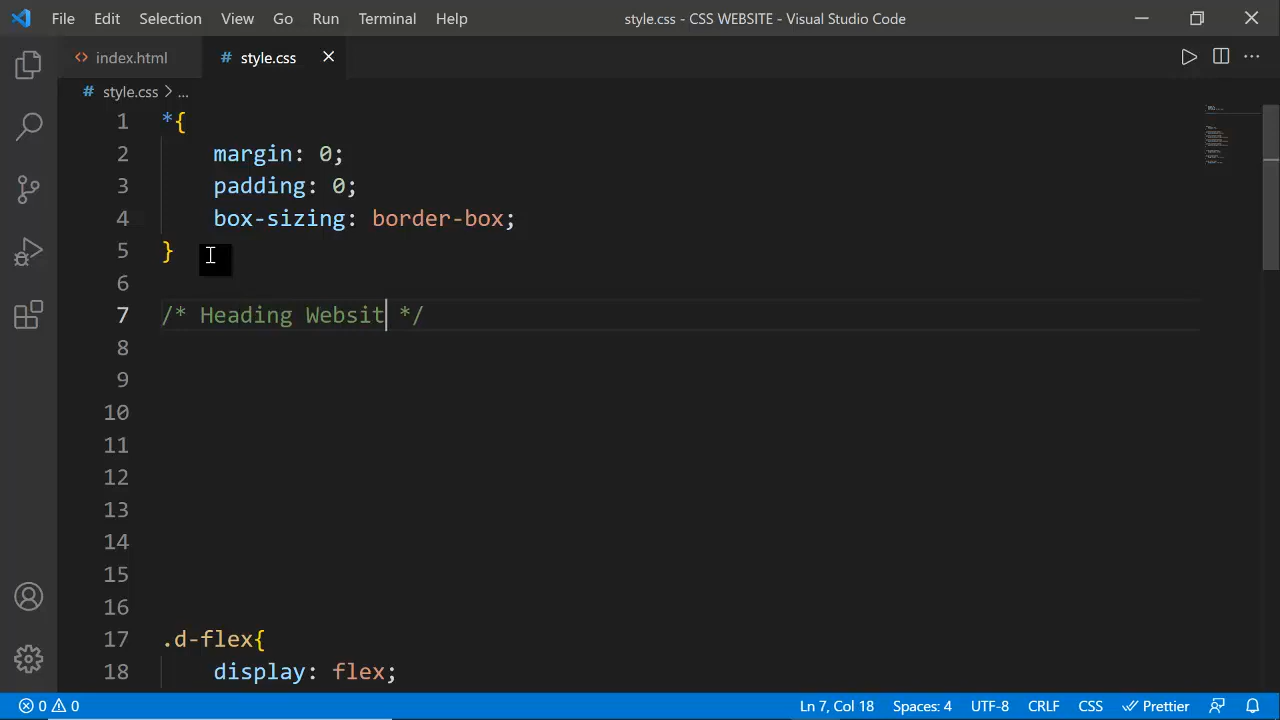 File Edit Selection View Go Run Terminal Help style.css - CSS WEBSITE - Visual Studio Code
index.html # style.css
# style.css > ...
1 *{
2 margin: 0;
3 padding: 0;
4 box-sizing: border-box;
5 }
6
7 /* Heading Websit */
8
9
10
11
12
13
14
15
16
17 .d-flex{
18 display: flex;
0 0 Ln 7, Col 18 Spaces: 4 UTF-8 CRLF CSS Prettier